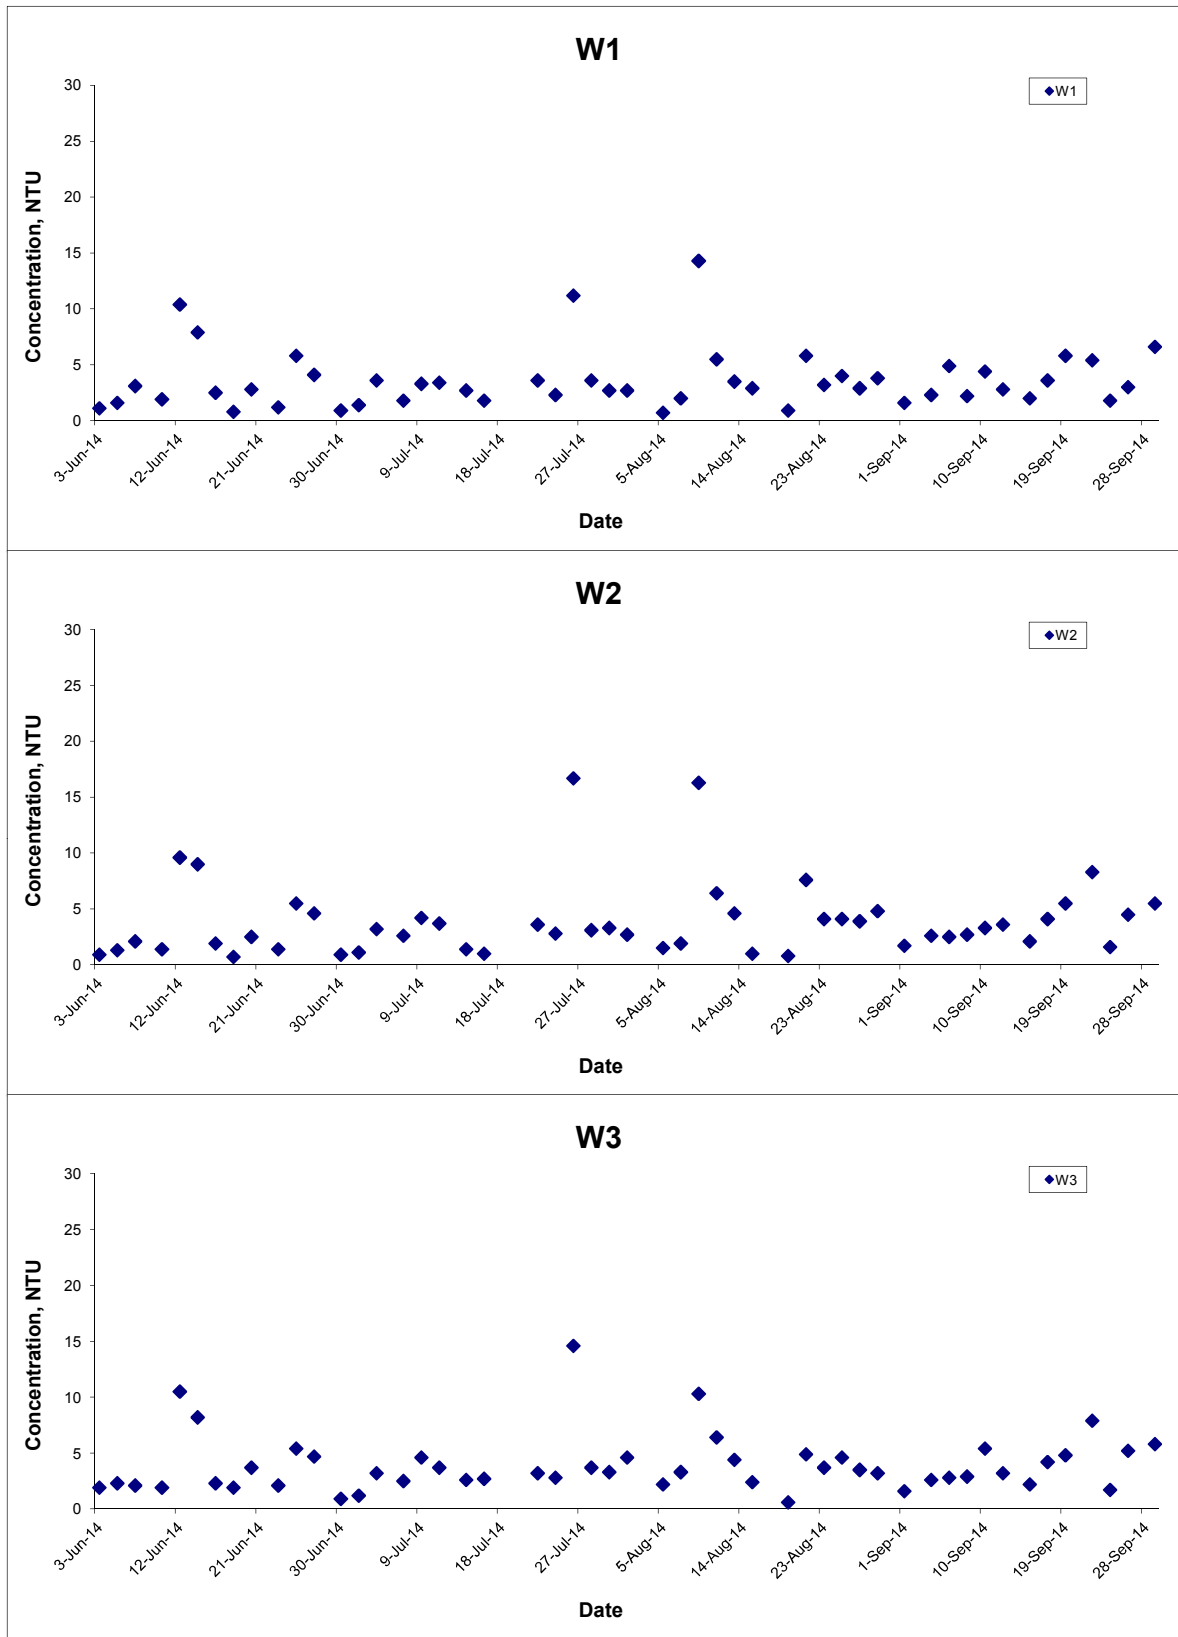 W1
W1
30
25
20
15
10
5
0
Concentration, NTU
3-Jun-14
12-Jun-14
21-Jun-14
30-Jun-14
9-Jul-14
18-Jul-14
27-Jul-14
5-Aug-14
14-Aug-14
23-Aug-14
1-Sep-14
10-Sep-14
19-Sep-14
28-Sep-14
Date
W2
W2
30
25
20
15
10
5
0
Concentration, NTU
3-Jun-14
12-Jun-14
21-Jun-14
30-Jun-14
9-Jul-14
18-Jul-14
27-Jul-14
5-Aug-14
14-Aug-14
23-Aug-14
1-Sep-14
10-Sep-14
19-Sep-14
28-Sep-14
Date
W3
W3
30
25
20
15
10
5
0
Concentration, NTU
3-Jun-14
12-Jun-14
21-Jun-14
30-Jun-14
9-Jul-14
18-Jul-14
27-Jul-14
5-Aug-14
14-Aug-14
23-Aug-14
1-Sep-14
10-Sep-14
19-Sep-14
28-Sep-14
Date